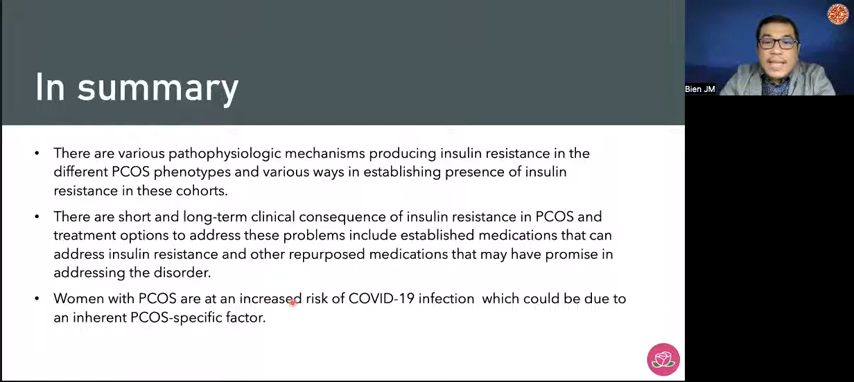 In summary
Bien JM
• There are various pathophysiologic mechanisms producing insulin resistance in the
different PCOS phenotypes and various ways in establishing presence of insulin
resistance in these cohorts.
• There are short and long-term clinical consequence of insulin resistance in PCOS and
treatment options to address these problems include established medications that can
address insulin resistance and other repurposed medications that may have promise in
addressing the disorder.
• Women with PCOS are at an increased risk of COVID-19 infection which could be due to
an inherent PCOS-specific factor.